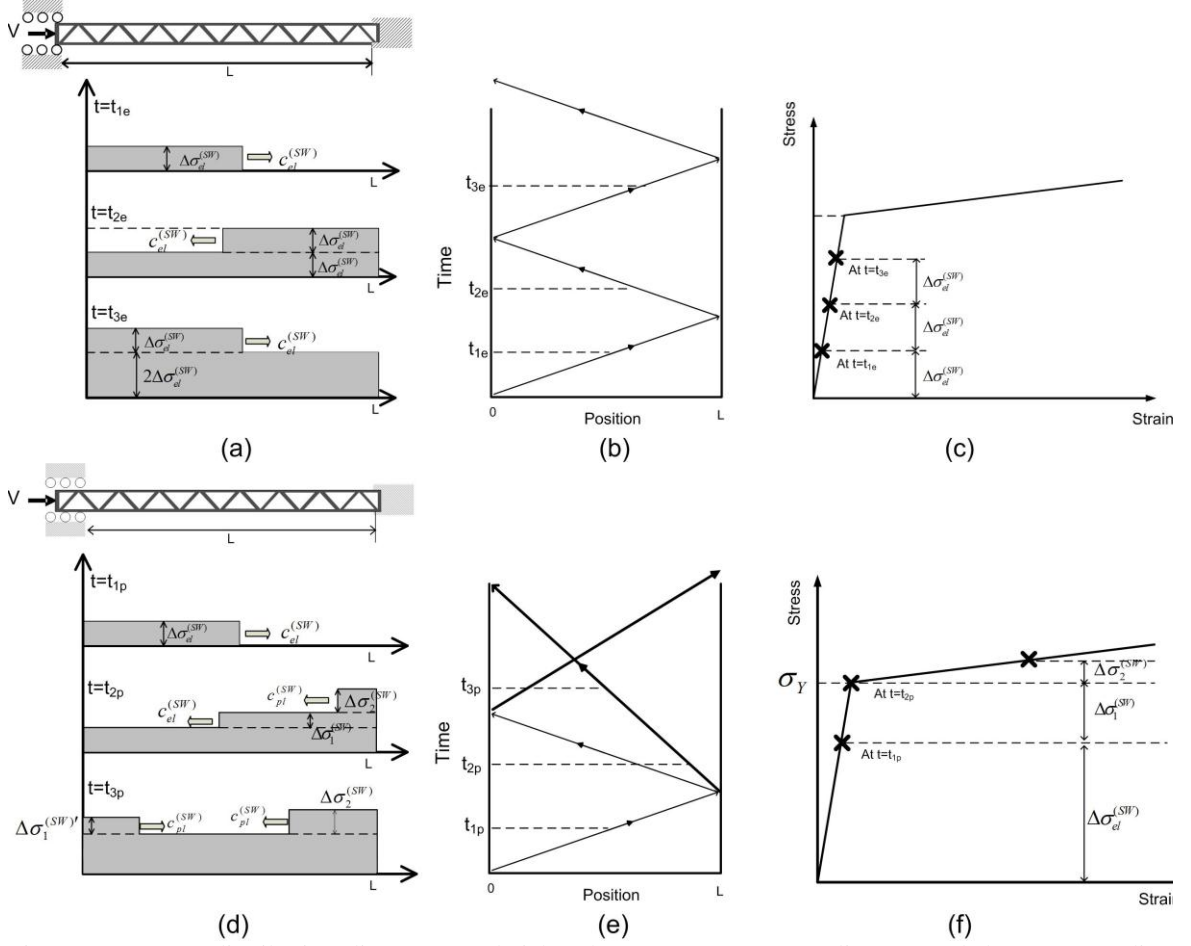 V
L
t=t1e
Δσel(SW)
cel(SW)
L
t=t2e
cel(SW)
Δσel(SW)
Δσel(SW)
L
t=t3e
Δσel(SW)
cel(SW)
2Δσel(SW)
L
(a)
Time
t3e
t2e
t1e
0
Position
L
(b)
Stress
At t=t3e
Δσel(SW)
At t=t2e
Δσel(SW)
At t=t1e
Δσel(SW)
Strain
(c)
V
L
t=t1p
Δσel(SW)
cel(SW)
L
t=t2p
cpl(SW)
Δσ2(SW)
cel(SW)
Δσ1(SW)
L
t=t3p
Δσ2(SW)
Δσ1(SW)'
cpl(SW)
cpl(SW)
L
(d)
Time
t3p
t2p
t1p
0
Position
L
(e)
Stress
σY
At t=t2p
Δσ2(SW)
Δσ1(SW)
At t=t1p
Δσel(SW)
Strain
(f)